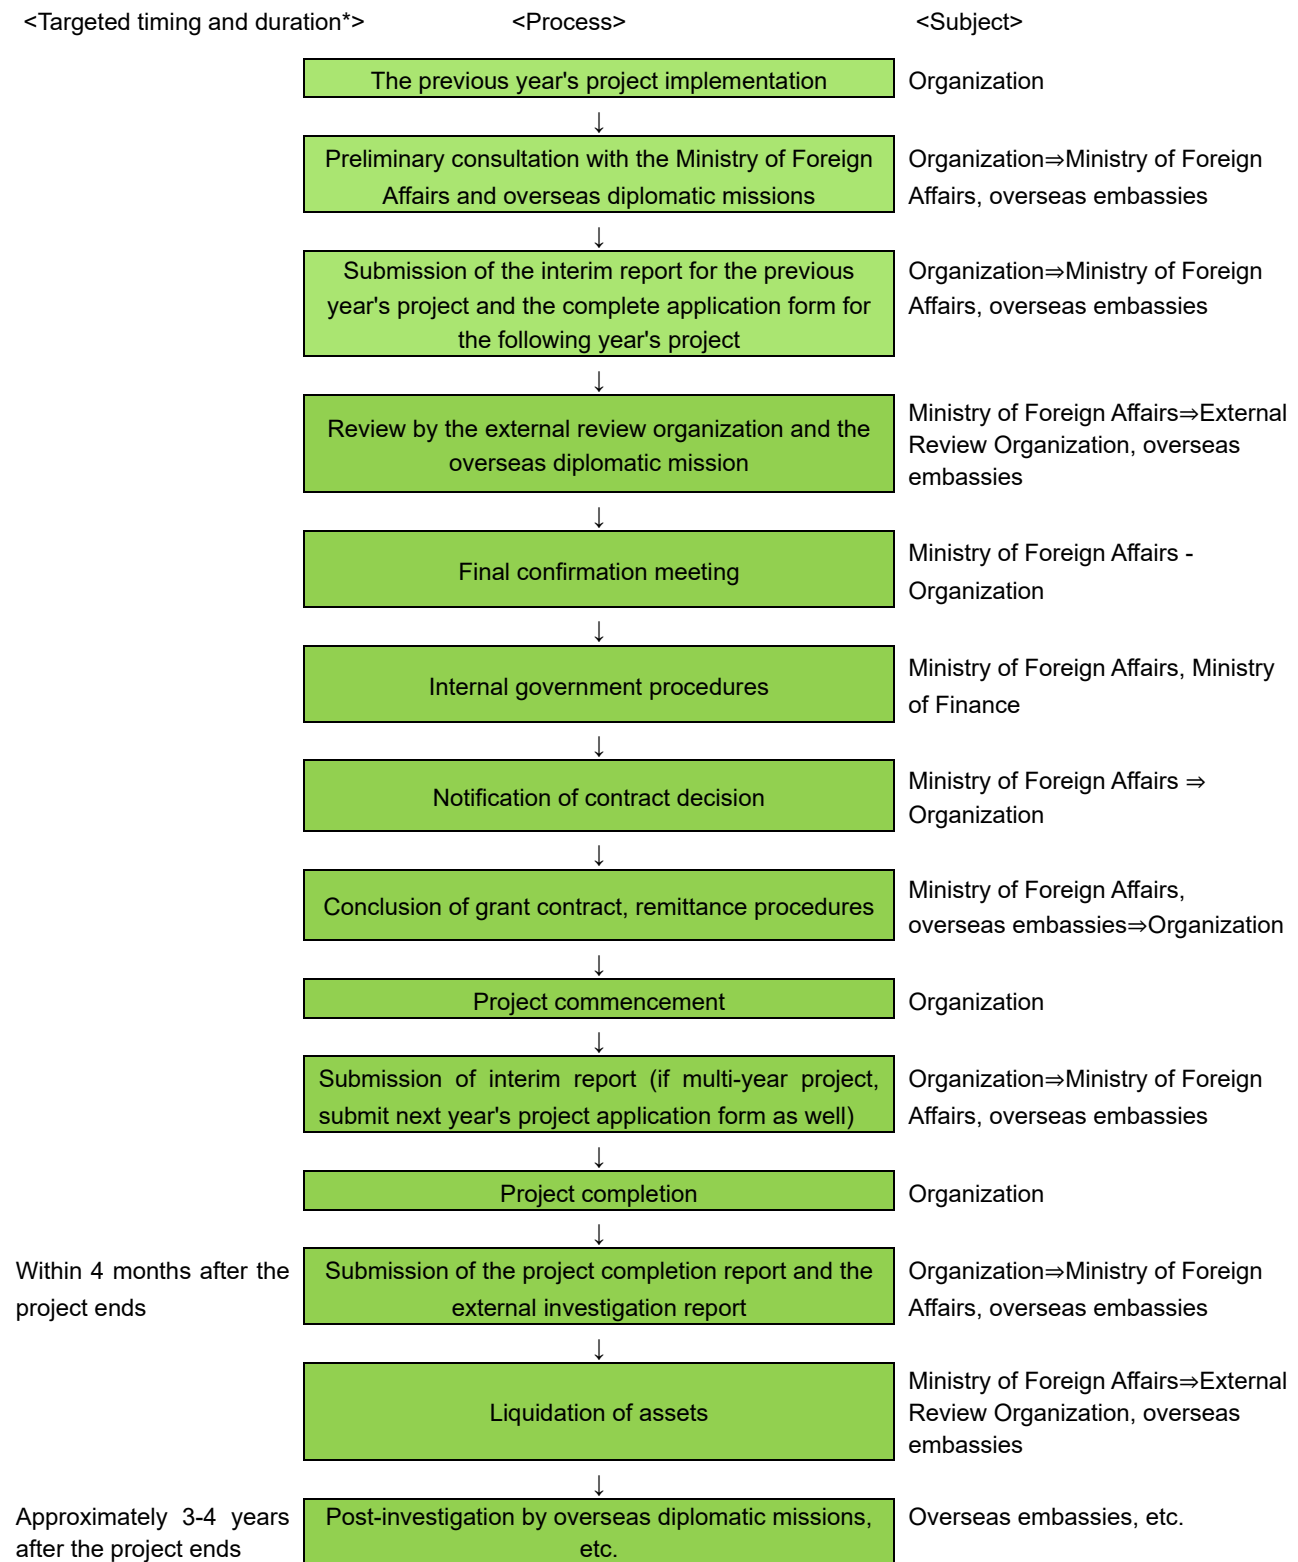 <Targeted timing and duration*> <Process> <Subject>
The previous year's project implementation Organization
↓
Preliminary consultation with the Ministry of Foreign
Affairs and overseas diplomatic missions
Organization⇒Ministry of Foreign
Affairs, overseas embassies
↓
Submission of the interim report for the previous
year's project and the complete application form for
the following year's project
Organization⇒Ministry of Foreign
Affairs, overseas embassies
↓
Review by the external review organization and the
overseas diplomatic mission
Ministry of Foreign Affairs⇒External
Review Organization, overseas
embassies
↓
Final confirmation meeting
Ministry of Foreign Affairs -
Organization
↓
Internal government procedures
Ministry of Foreign Affairs, Ministry
of Finance
↓
Notification of contract decision
Ministry of Foreign Affairs ⇒
Organization
↓
Conclusion of grant contract, remittance procedures
Ministry of Foreign Affairs,
overseas embassies⇒Organization
↓
Project commencement Organization
↓
Submission of interim report (if multi-year project,
submit next year's project application form as well)
Organization⇒Ministry of Foreign
Affairs, overseas embassies
↓
Project completion Organization
↓
Within 4 months after the
project ends
Submission of the project completion report and the
external investigation report
Organization⇒Ministry of Foreign
Affairs, overseas embassies
↓
Liquidation of assets
Ministry of Foreign Affairs⇒External
Review Organization, overseas
embassies
↓
Approximately 3-4 years
after the project ends
Post-investigation by overseas diplomatic missions,
etc.
Overseas embassies, etc.